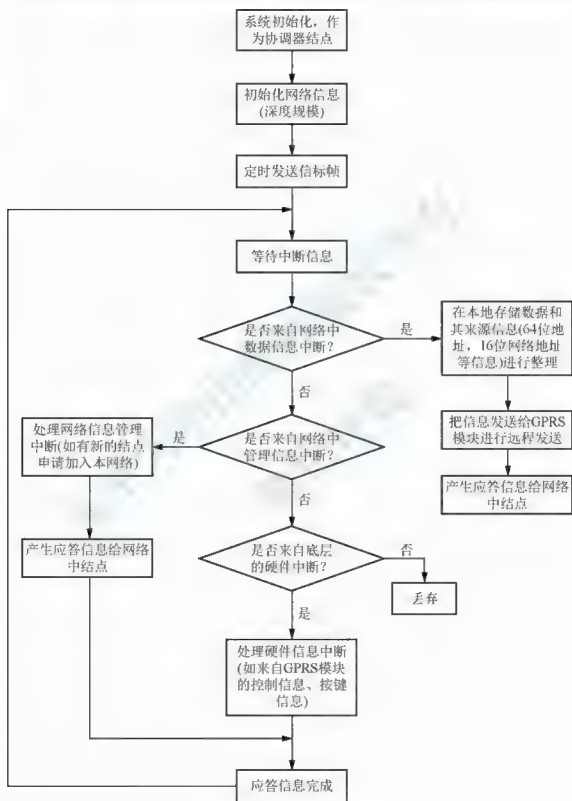 系统初始化，作
为协调器结点
初始化网络信息
(深度规模)
定时发送信标帧
等待中断信息
是否来自网络中
数据信息中断？
是
在本地存储数据和
其来源信息(64位地
址，16位网络地址
等信息)进行整理
否
把信息发送给GPRS
模块进行远程发送
产生应答信息给网络
中结点
处理网络信息管理
中断(如有新的结点
申请加入本网络)
是
是否来自网络中
管理信息中断？
否
产生应答信息给网络
中结点
是否来自底层
的硬件中断？
否
丢弃
是
处理硬件信息中断
(如来自GPRS模块
的控制信息、按键
信息)
应答信息完成